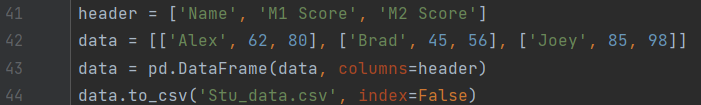 41 header = ['Name', 'M1 Score', 'M2 Score']
42 data = [['Alex', 62, 80], ['Brad', 45, 56], ['Joey', 85, 98]]
43 data = pd.DataFrame(data, columns=header)
44 data.to_csv('Stu_data.csv', index=False)